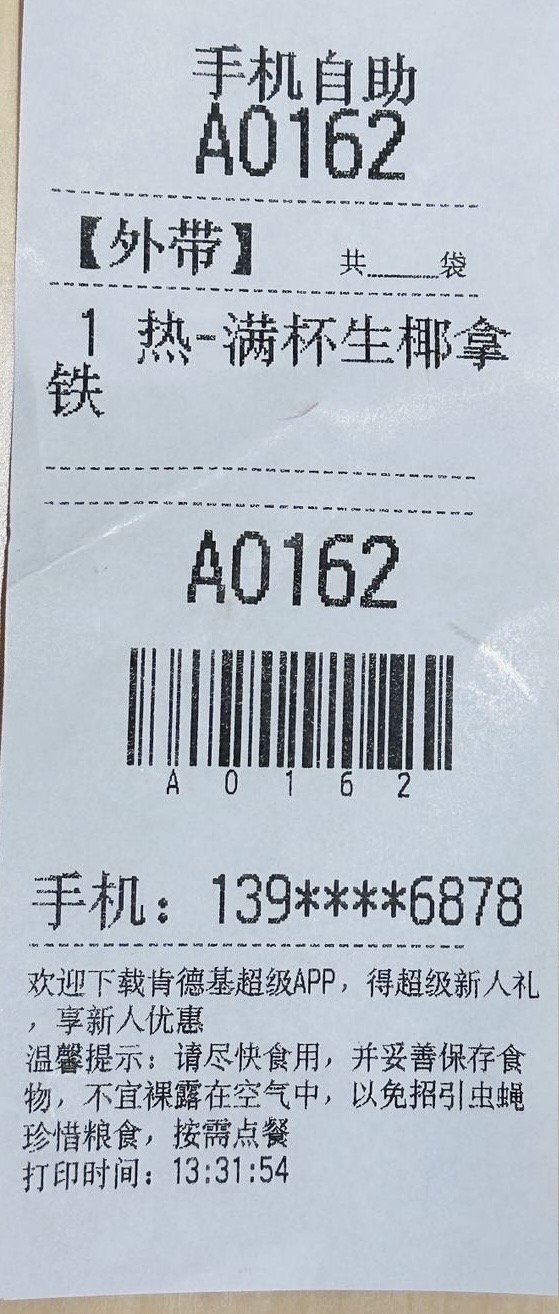 手机自助
A0162
【外带】 共____袋
1 热-满杯生椰拿
铁
A0162
A 0 1 6 2
手机：139****6878
欢迎下载肯德基超级APP，得超级新人礼
，享新人优惠
温馨提示：请尽快食用，并妥善保存食
物，不宜裸露在空气中，以免招引虫蝇
珍惜粮食，按需点餐
打印时间：13:31:54